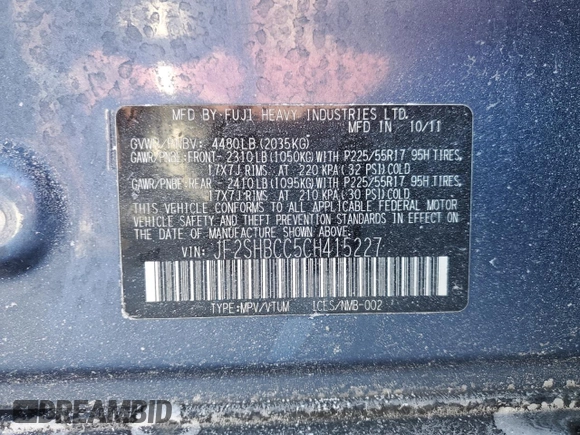 MFD BY FUJI HEAVY INDUSTRIES LTD.
MFD IN 10/11
GVWR/PNBV: 4480LB (2035KG)
GAWR/PNBE:FRONT- 2310LB(1050KG)WITH P225/55R17 95H TIRES,
17X7J RIMS, AT 220 KPA (32 PSI)COLD
GAWR/PNBE:REAR - 2410LB(1095KG)WITH P225/55R17 95H TIRES,
17X7J RIMS, AT 210 KPA (30 PSI)COLD
THIS VEHICLE CONFORMS TO ALL APPLICABLE FEDERAL MOTOR
VEHICLE SAFETY AND THEFT PREVENTION STANDARDS IN EFFECT ON
THE DATE OF MANUFACTURE SHOWN ABOVE.
VIN: JF2SHBCC5CH415227
TYPE:MPV/VTUM ICES/NMB-002
DREAMBID